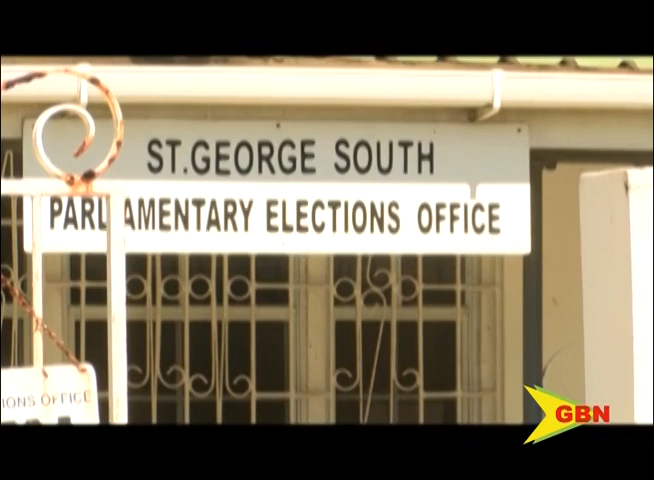 ST.GEORGE SOUTH
PARLIAMENTARY ELECTIONS OFFICE
IONS OFFICE
GBN